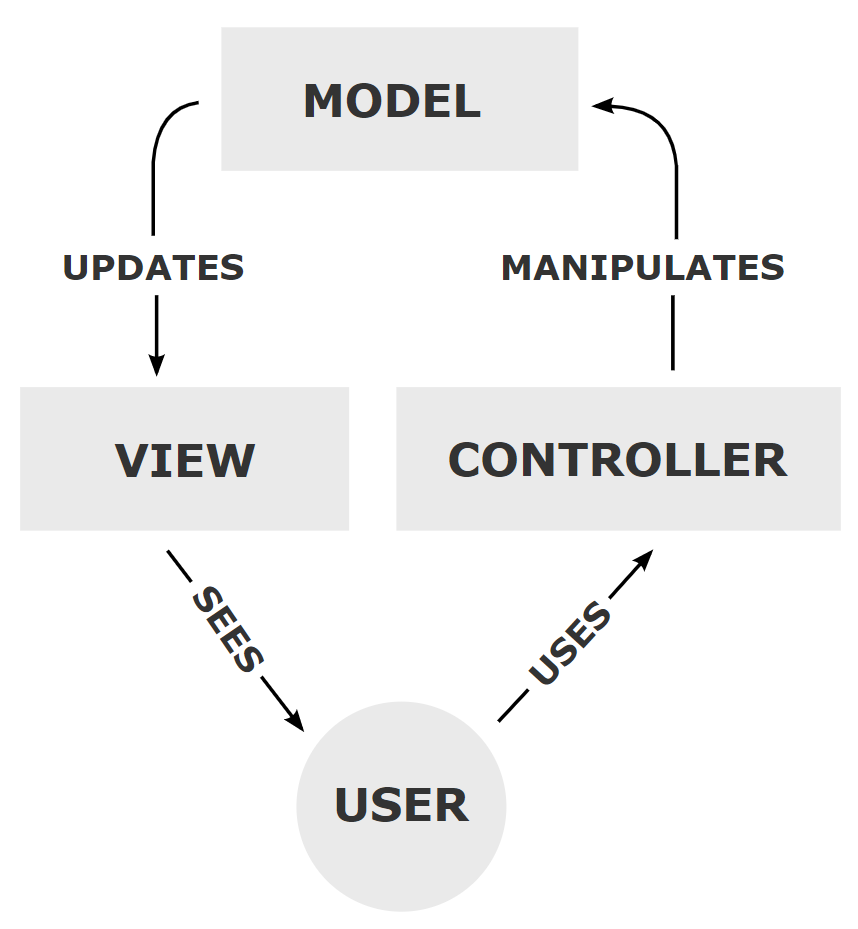 MODEL
UPDATES
MANIPULATES
VIEW
CONTROLLER
SEES
USES
USER